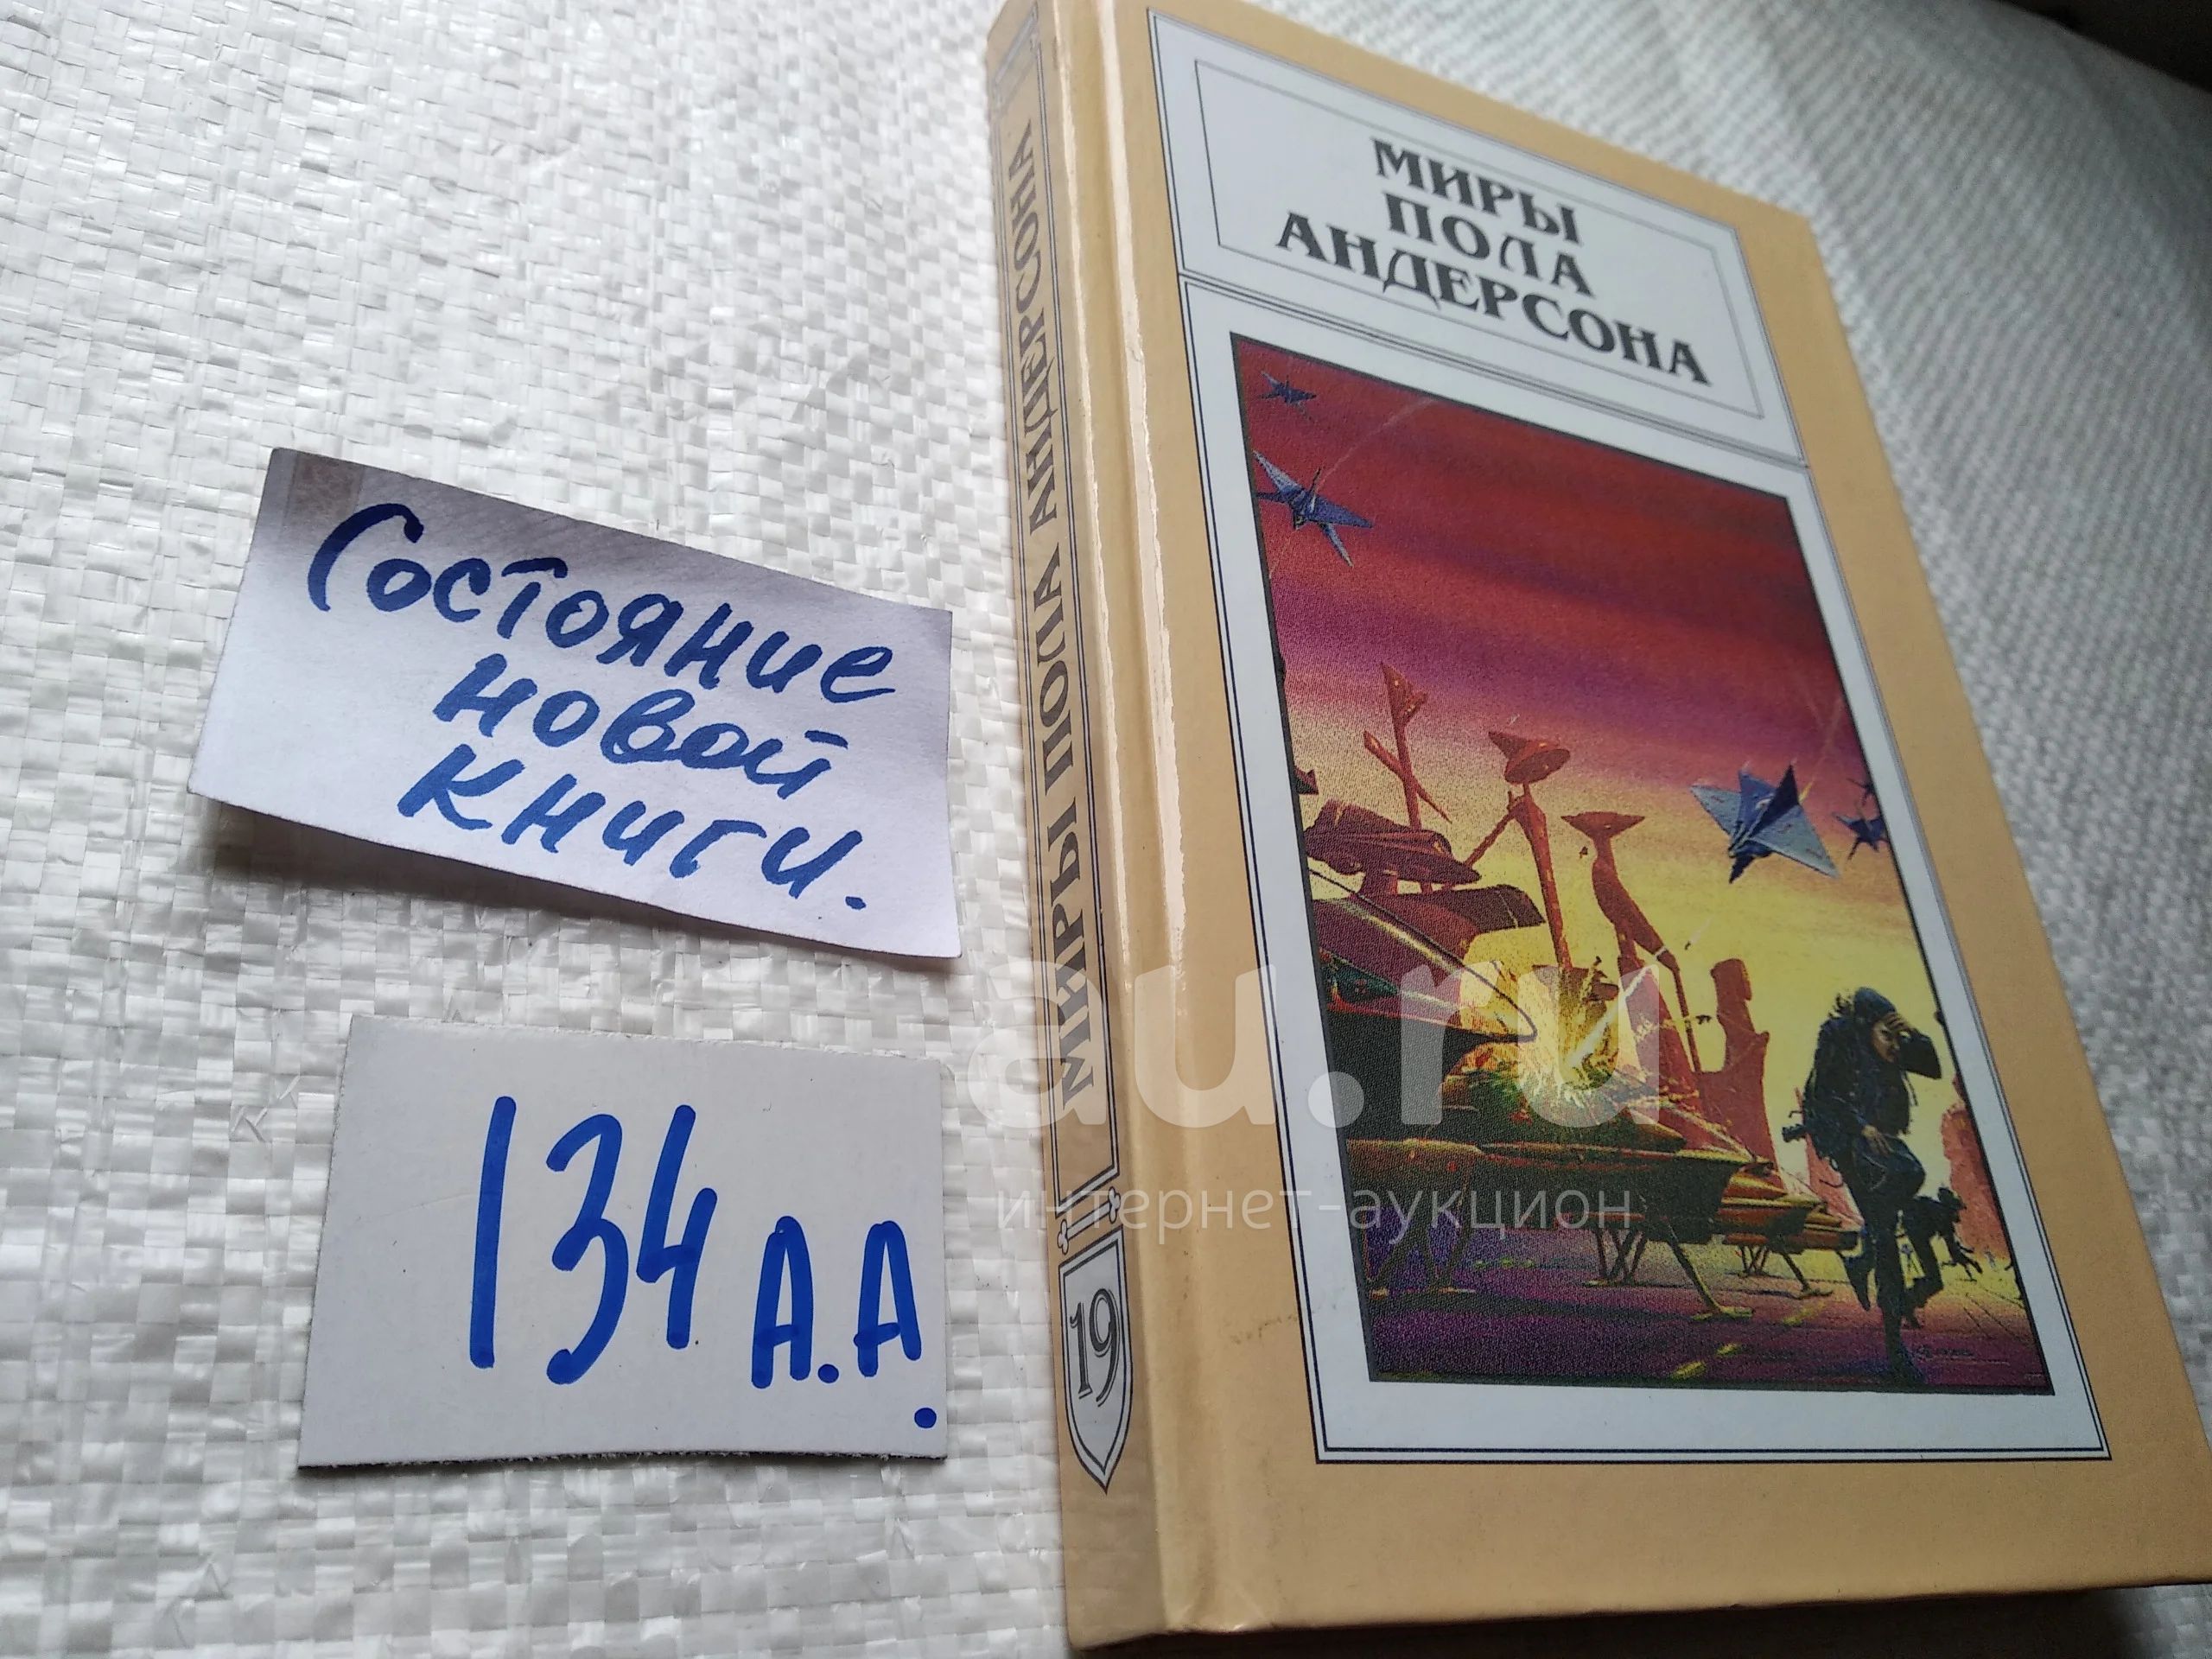 Состояние
новой
книги.
134 А.А.
МИРЫ ПОЛА АНДЕРСОНА
19
МИРЫ
ПОЛА
АНДЕРСОНА
au.ru
интернет-аукцион